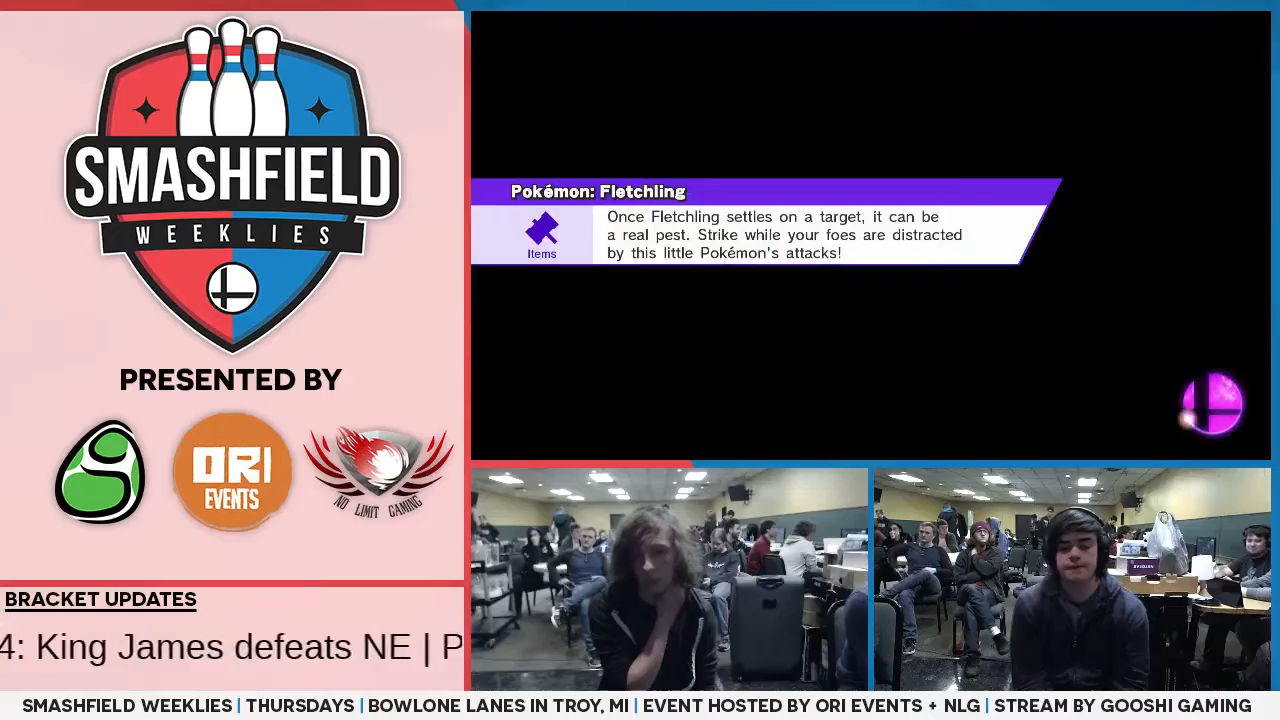 SMASHFIELD
WEEKLIES
PRESENTED BY
ORI
EVENTS
NO LIMIT GAMING
BRACKET UPDATES
4: King James defeats NE | P
Pokémon: Fletchling
Items
Once Fletchling settles on a target, it can be
a real pest. Strike while your foes are distracted
by this little Pokémon's attacks!
SMASHFIELD WEEKLIES | THURSDAYS | BOWLONE LANES IN TROY, MI | EVENT HOSTED BY ORI EVENTS + NLG | STREAM BY GOOSHI GAMING